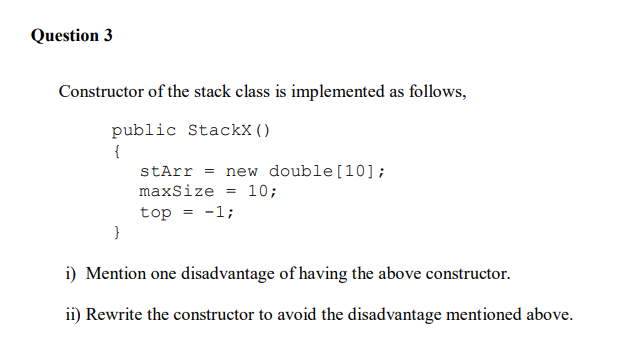 Question 3
Constructor of the stack class is implemented as follows,
public StackX()
{
stArr = new double[10];
maxSize = 10;
top = -1;
}
i) Mention one disadvantage of having the above constructor.
ii) Rewrite the constructor to avoid the disadvantage mentioned above.